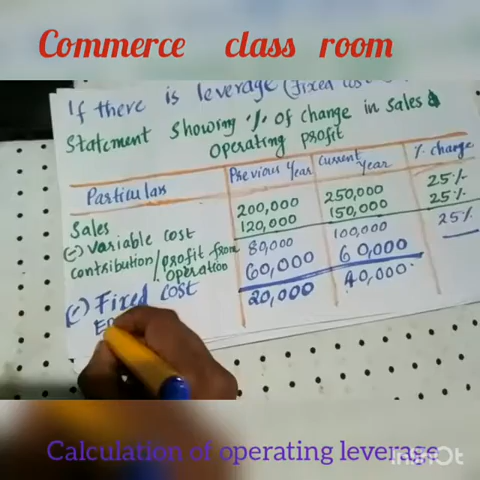 Commerce class room
If there is leverage (Fixed cost
Statement showing % of change in sales &
operating profit
Particulars Previous Year Current Year % change
Sales 200,000 250,000 25%
(-) Variable cost 120,000 150,000 25%
contribution/profit from operation 80,000 100,000 25%
(-) Fixed cost 60,000 60,000
20,000 40,000
Calculation of operating leverage